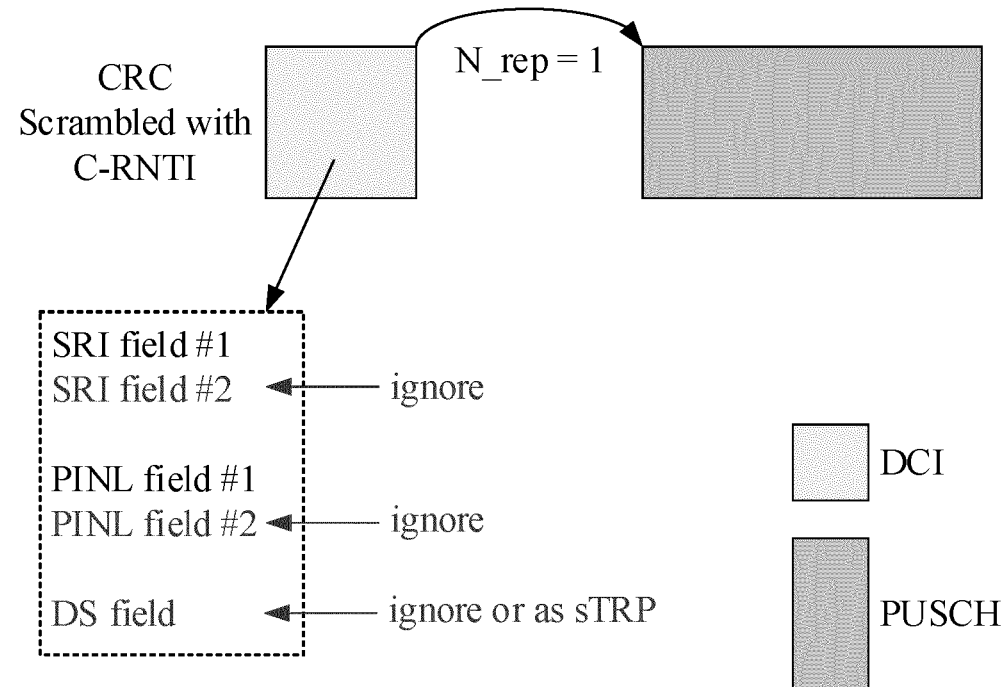 CRC
Scrambled with
C-RNTI
N_rep = 1
SRI field #1
SRI field #2
ignore
PINL field #1
PINL field #2
ignore
DS field
ignore or as sTRP
DCI
PUSCH